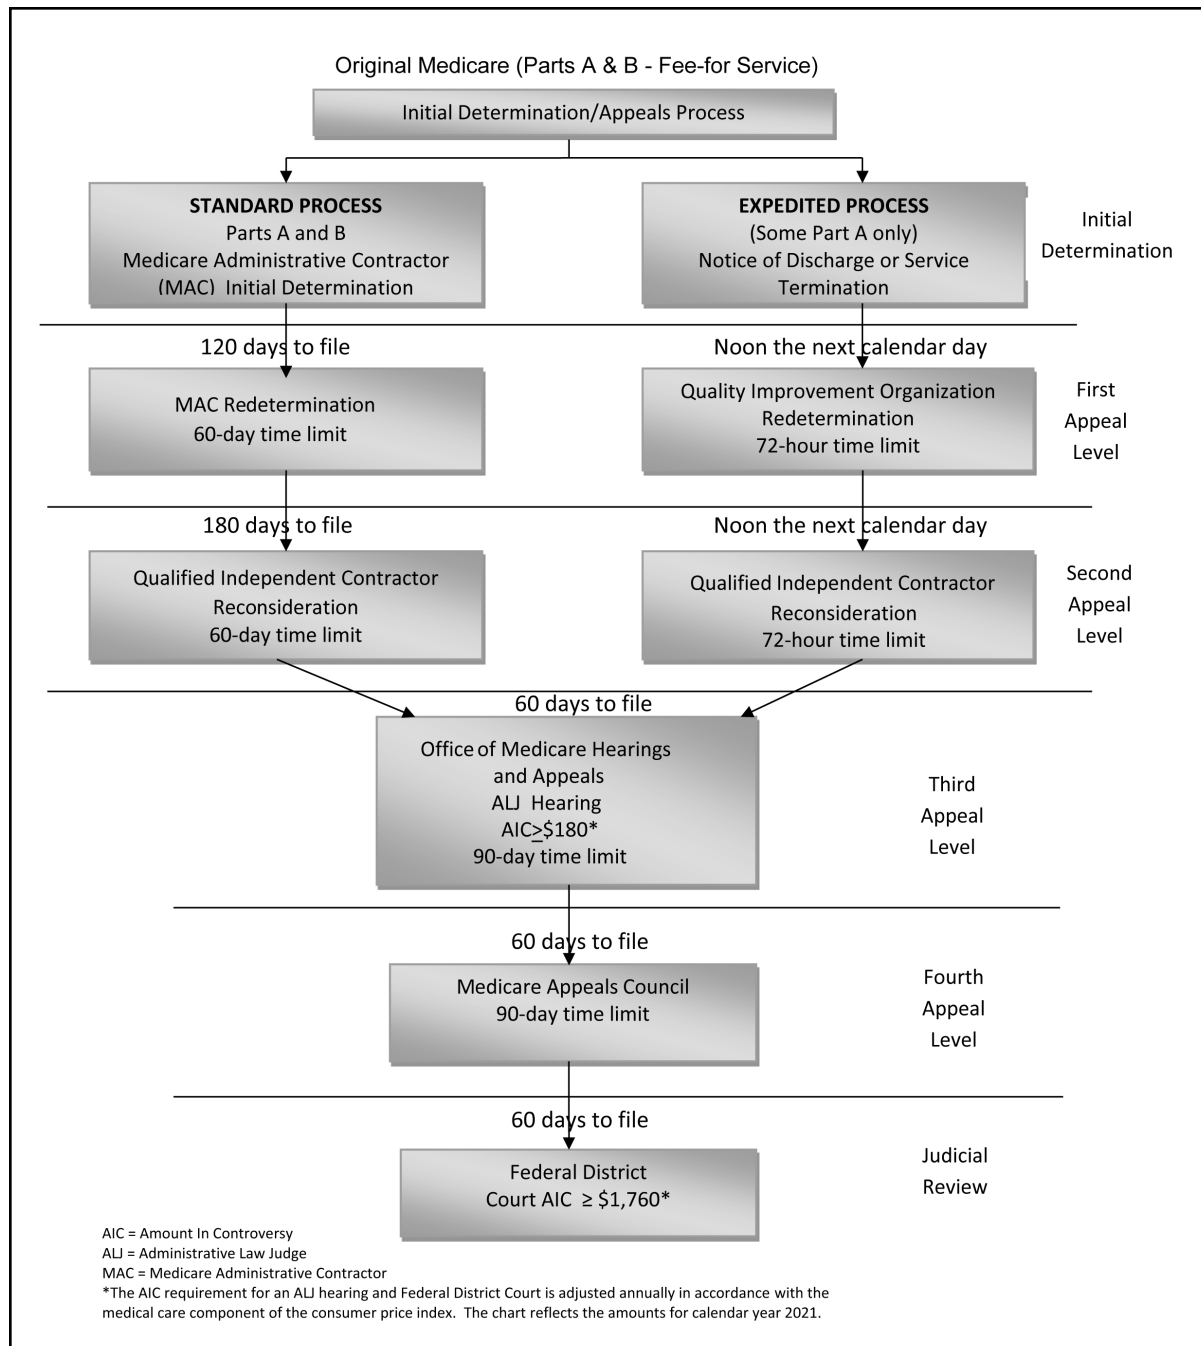 Original Medicare (Parts A & B - Fee-for Service)
Initial Determination/Appeals Process
STANDARD PROCESS
Parts A and B
Medicare Administrative Contractor
(MAC) Initial Determination
EXPEDITED PROCESS
(Some Part A only)
Notice of Discharge or Service
Termination
Initial
Determination
120 days to file
Noon the next calendar day
MAC Redetermination
60-day time limit
Quality Improvement Organization
Redetermination
72-hour time limit
First
Appeal
Level
180 days to file
Noon the next calendar day
Qualified Independent Contractor
Reconsideration
60-day time limit
Qualified Independent Contractor
Reconsideration
72-hour time limit
Second
Appeal
Level
60 days to file
Office of Medicare Hearings
and Appeals
ALJ Hearing
AIC≥$180*
90-day time limit
Third
Appeal
Level
60 days to file
Medicare Appeals Council
90-day time limit
Fourth
Appeal
Level
60 days to file
Federal District
Court AIC ≥ $1,760*
Judicial
Review
AIC = Amount In Controversy
ALJ = Administrative Law Judge
MAC = Medicare Administrative Contractor
*The AIC requirement for an ALJ hearing and Federal District Court is adjusted annually in accordance with the
medical care component of the consumer price index. The chart reflects the amounts for calendar year 2021.